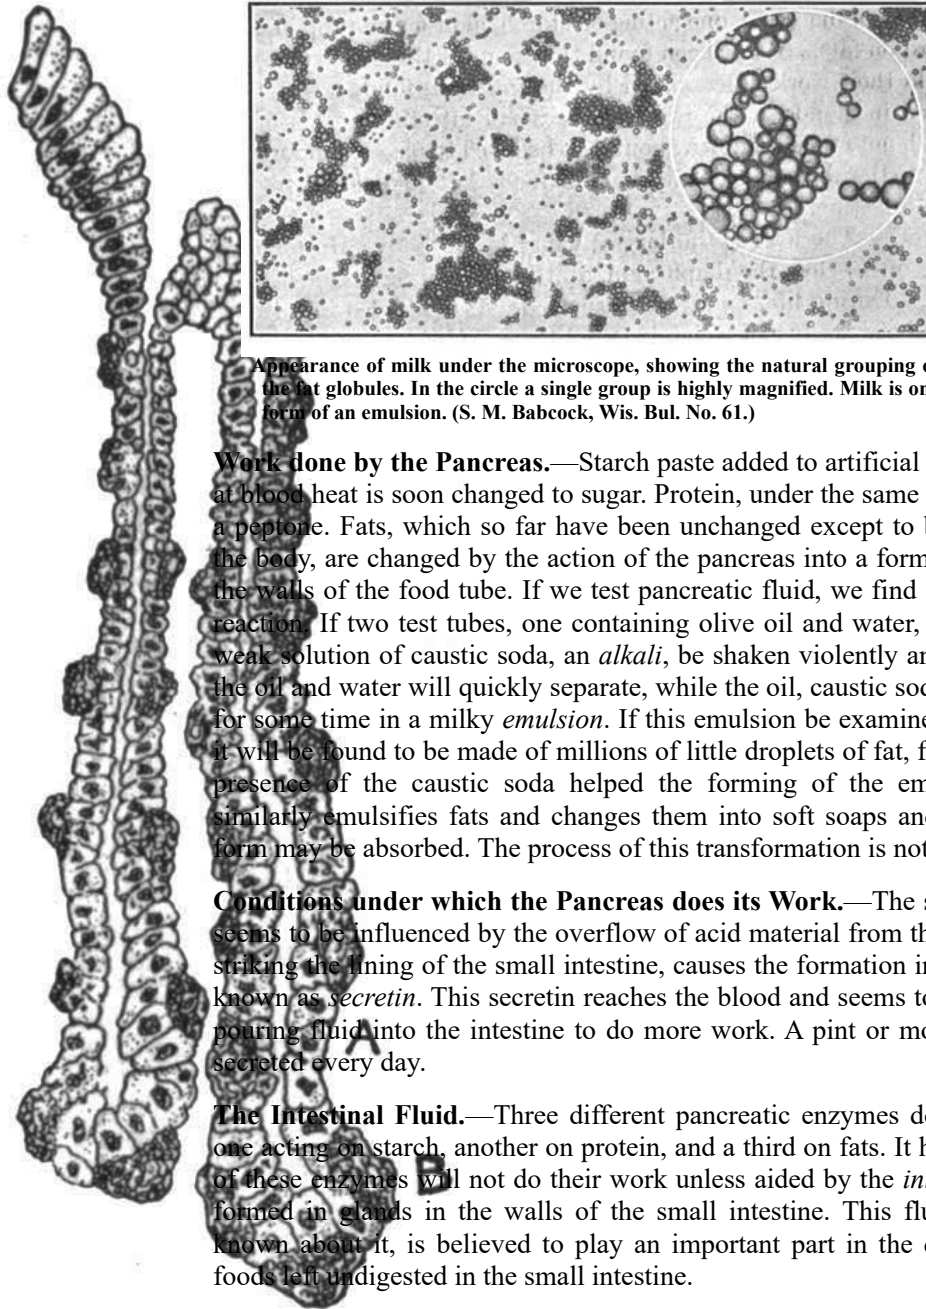 Appearance of milk under the microscope, showing the natural grouping o
the fat globules. In the circle a single group is highly magnified. Milk is on
form of an emulsion. (S. M. Babcock, Wis. Bul. No. 61.)
Work done by the Pancreas.—Starch paste added to artificial
at blood heat is soon changed to sugar. Protein, under the same
a peptone. Fats, which so far have been unchanged except to b
the body, are changed by the action of the pancreas into a form
the walls of the food tube. If we test pancreatic fluid, we find
reaction. If two test tubes, one containing olive oil and water,
weak solution of caustic soda, an alkali, be shaken violently an
the oil and water will quickly separate, while the oil, caustic sod
for some time in a milky emulsion. If this emulsion be examine
it will be found to be made of millions of little droplets of fat, f
presence of the caustic soda helped the forming of the em
similarly emulsifies fats and changes them into soft soaps and
form may be absorbed. The process of this transformation is not
Conditions under which the Pancreas does its Work.—The s
seems to be influenced by the overflow of acid material from th
striking the lining of the small intestine, causes the formation in
known as secretin. This secretin reaches the blood and seems to
pouring fluid into the intestine to do more work. A pint or mo
secreted every day.
A
The Intestinal Fluid.—Three different pancreatic enzymes do
one acting on starch, another on protein, and a third on fats. It h
of these enzymes will not do their work unless aided by the in
formed in glands in the walls of the small intestine. This flu
known about it, is believed to play an important part in the
foods left undigested in the small intestine.
B